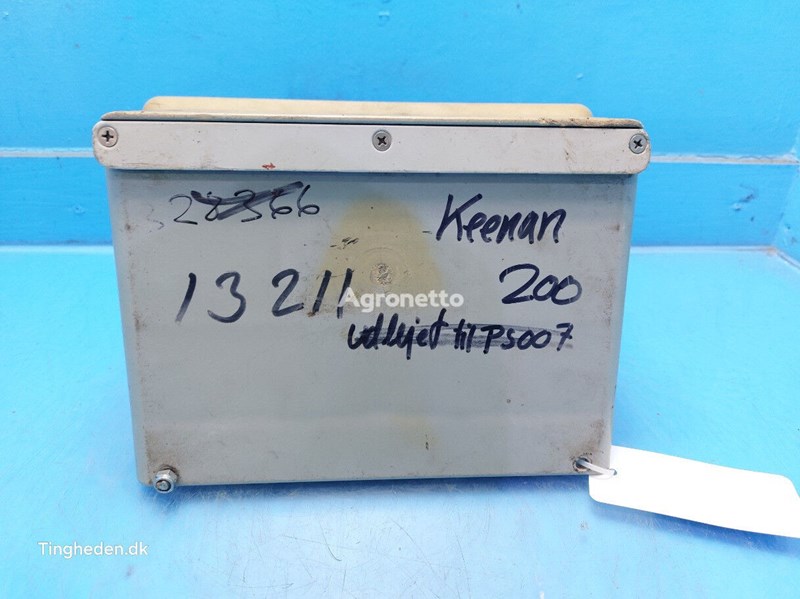 28366
Keenan
13211
200
Agronetto
udlejet til PS007
Tingheden.dk